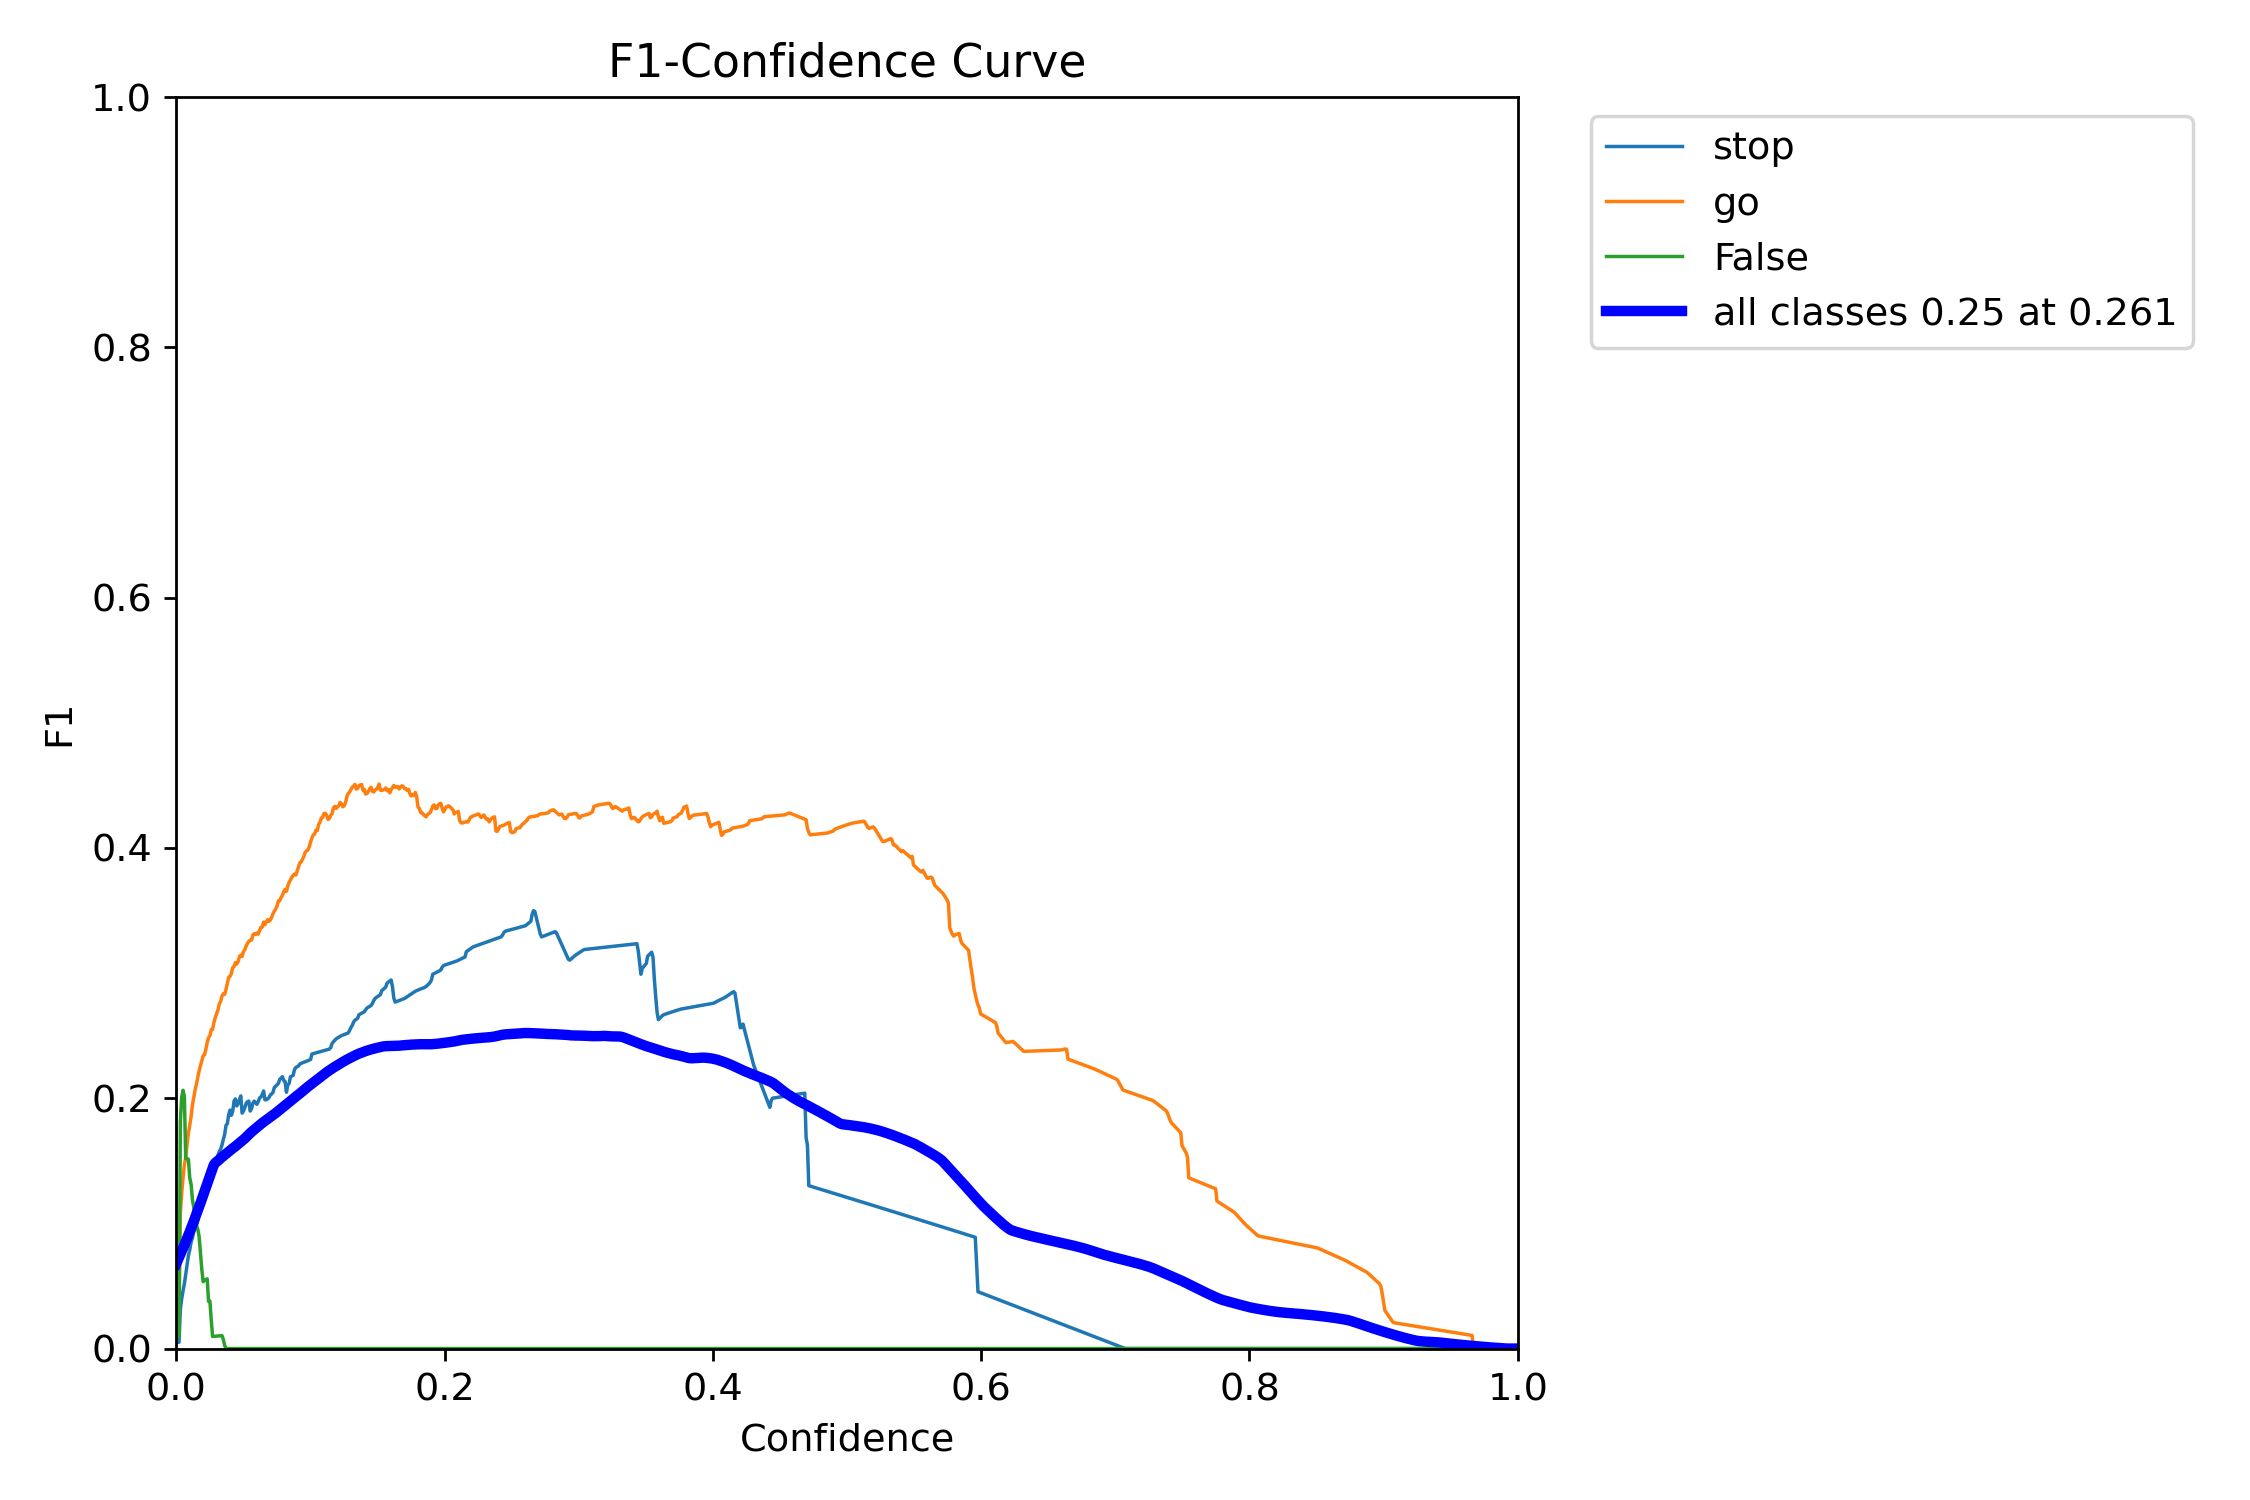 F1-Confidence Curve
1.0
0.8
0.6
0.4
0.2
0.0
F1
0.0 0.2 0.4 0.6 0.8 1.0
Confidence
stop
go
False
all classes 0.25 at 0.261